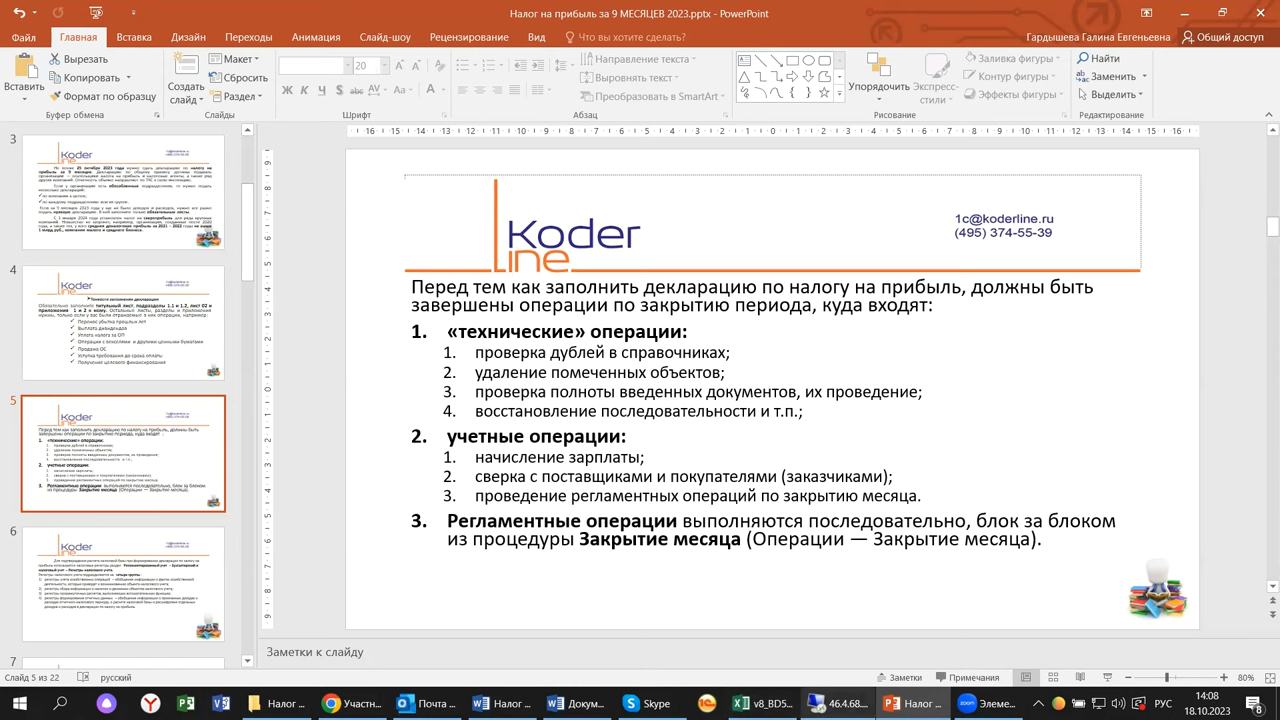 Налог на прибыль за 9 МЕСЯЦЕВ 2023.pptx - PowerPoint
Файл Главная Вставка Дизайн Переходы Анимация Слайд-шоу Рецензирование Вид Что вы хотите сделать? Гардышева Галина Евгеньевна Общий доступ
Вставить
Вырезать
Копировать
Формат по образцу
Буфер обмена
Создать слайд
Макет
Сбросить
Раздел
Слайды
20
Шрифт
Направление текста
Выровнять текст
Преобразовать в SmartArt
Абзац
Упорядочить
Экспресс-стили
Заливка фигуры
Контур фигуры
Эффекты фигуры
Рисование
Найти
Заменить
Выделить
Редактирование
3
4
5
6
7
Koder
line
1c@koderline.ru
(495) 374-55-39
Перед тем как заполнить декларацию по налогу на прибыль, должны быть
завершены операции по закрытию периода, куда входят:
1. «технические» операции:
1. проверка дублей в справочниках;
2. удаление помеченных объектов;
3. проверка полноты введенных документов, их проведение;
4. восстановление последовательности и т.п.;
2. учетные операции:
1. начисление зарплаты;
2. сверка с поставщиками и покупателями (заказчиками);
3. проведение регламентных операций по закрытию месяца.
3. Регламентные операции выполняются последовательно, блок за блоком
из процедуры Закрытие месяца (Операции — Закрытие месяца).
Заметки к слайду
Слайд 5 из 22 русский Заметки Примечания 80%
Налог ... Участн... Почта ... Налог ... Докум... Skype v8_BD5... 46.4.68... Налог ... Элеме... РУС
14:08
18.10.2023